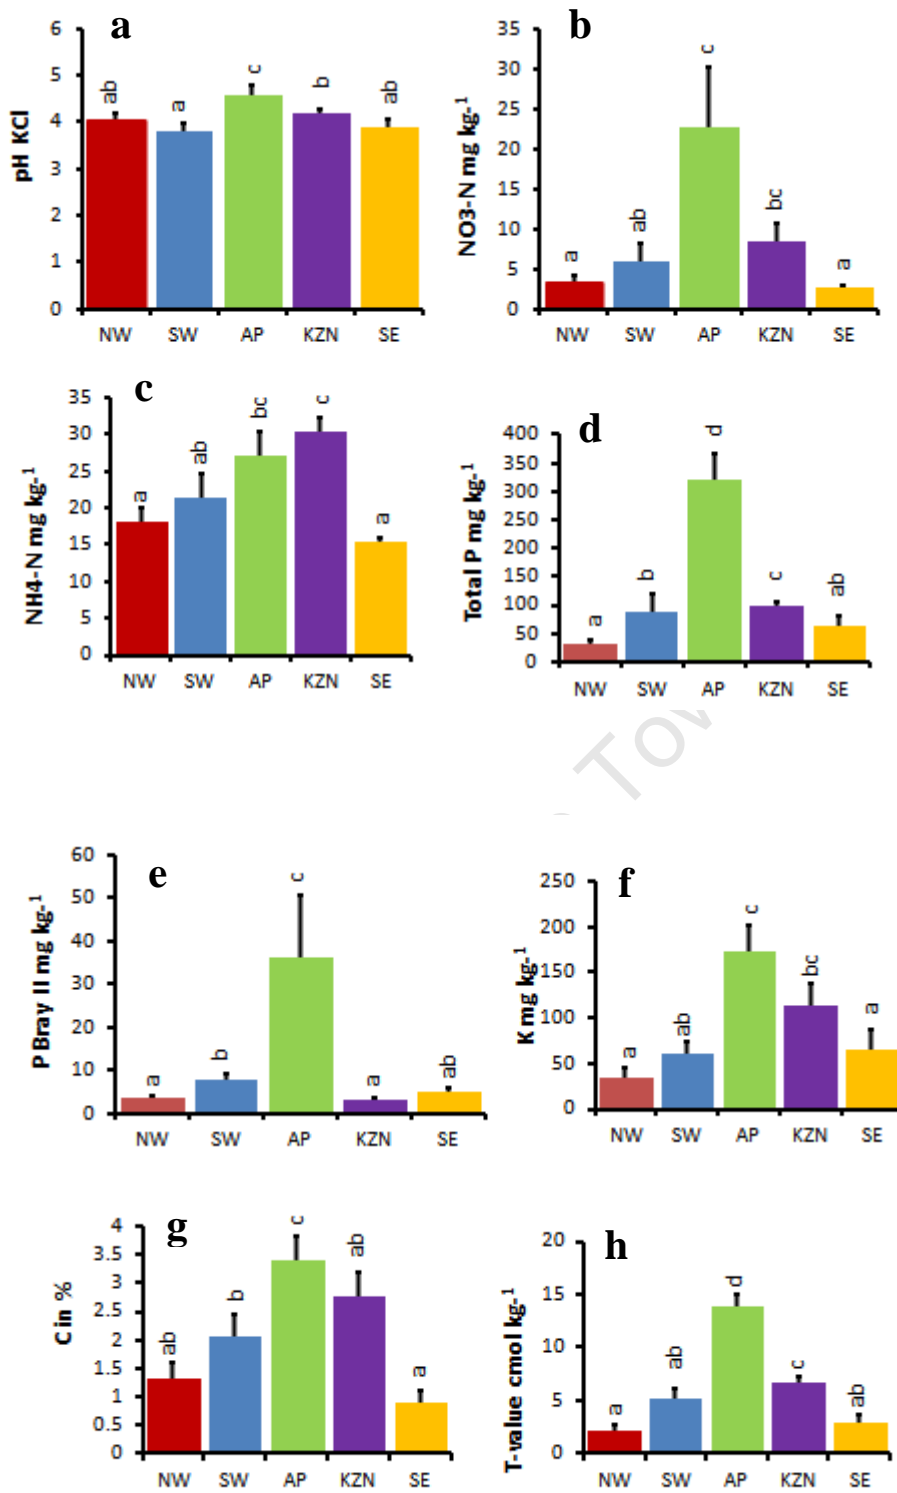 a
6
5
4
3
2
1
0
pH KCl
ab
a
c
b
ab
NW SW AP KZN SE
b
35
30
25
20
15
10
5
0
NO3-N mg kg-1
a
ab
c
bc
a
NW SW AP KZN SE
c
35
30
25
20
15
10
5
0
NH4-N mg kg-1
a
ab
bc
c
a
NW SW AP KZN SE
d
400
350
300
250
200
150
100
50
0
Total P mg kg-1
a
b
d
c
ab
NW SW AP KZN SE
Tow
e
60
50
40
30
20
10
0
PBray II mg kg-1
a
b
c
a
ab
NW SW AP KZN SE
f
250
200
150
100
50
0
K mg kg-1
a
ab
c
bc
a
NW SW AP KZN SE
g
4
3.5
3
2.5
2
1.5
1
0.5
0
C in %
ab
b
c
ab
a
NW SW AP KZN SE
h
20
15
10
5
0
T-value cmol kg-1
a
ab
d
c
ab
NW SW AP KZN SE